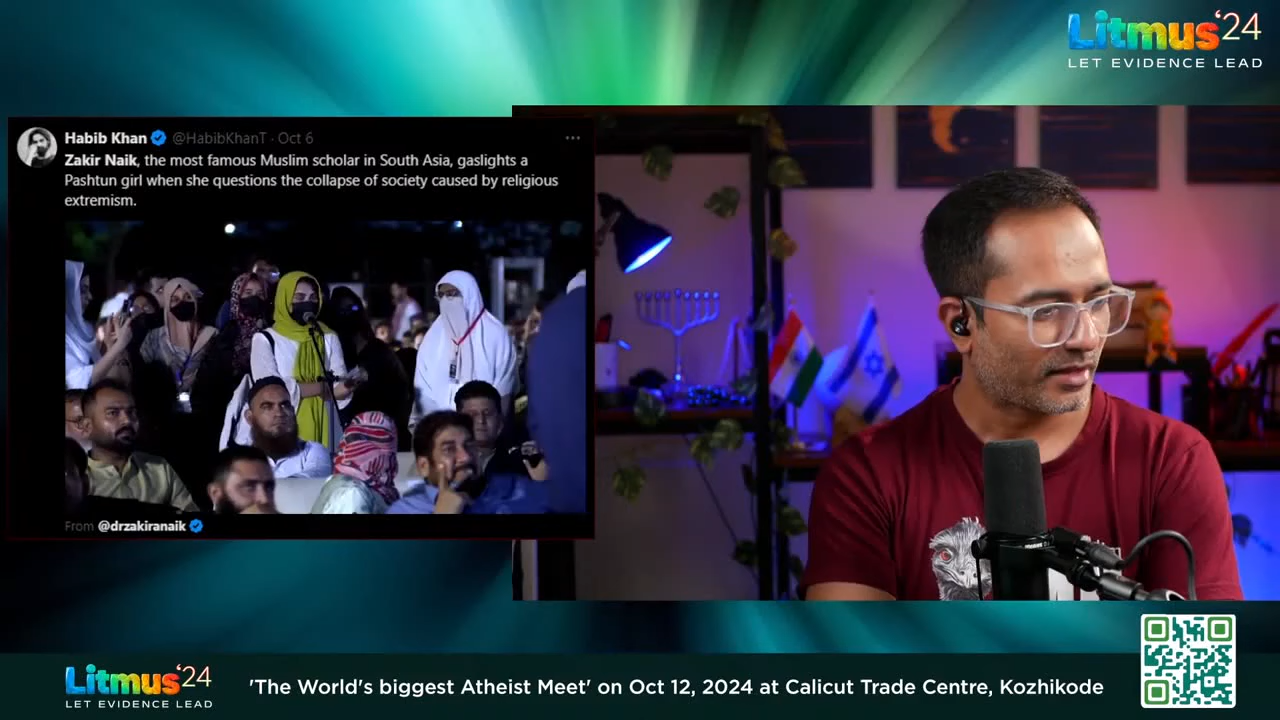 Litmus'24
LET EVIDENCE LEAD
Habib Khan @HabibKhanT · Oct 6 ···
Zakir Naik, the most famous Muslim scholar in South Asia, gaslights a
Pashtun girl when she questions the collapse of society caused by religious
extremism.
From @drzakiranaik
Litmus'24
LET EVIDENCE LEAD
'The World's biggest Atheist Meet' on Oct 12, 2024 at Calicut Trade Centre, Kozhikode